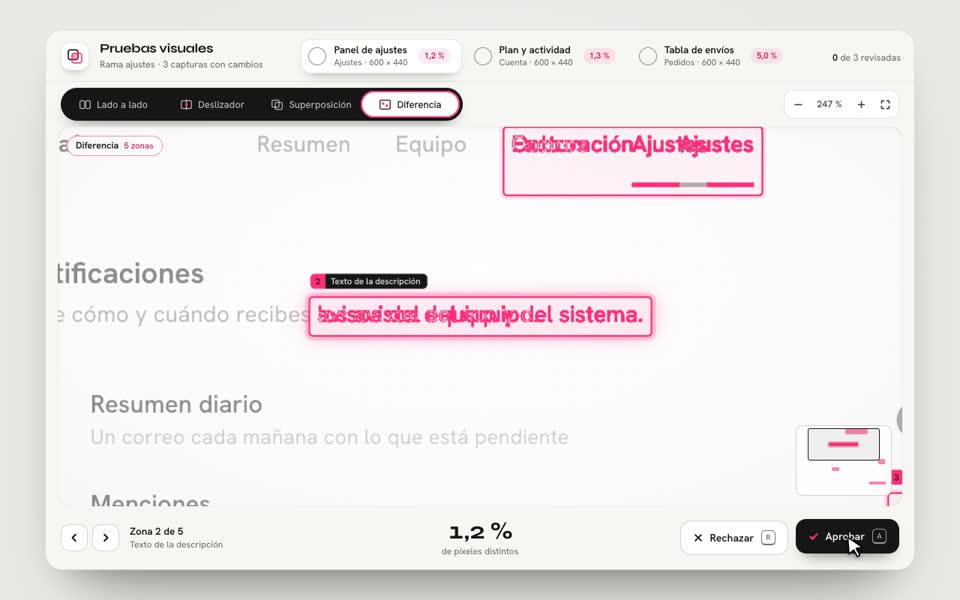 Pruebas visuales
Rama ajustes · 3 capturas con cambios
Panel de ajustes
Ajustes · 600 × 440
1,2 %
Plan y actividad
Cuenta · 600 × 440
1,3 %
Tabla de envíos
Pedidos · 600 × 440
5,0 %
0 de 3 revisadas
Lado a lado
Deslizador
Superposición
Diferencia
247 %
Diferencia 5 zonas
Resumen
Equipo
Ajustes
tificaciones
2 Texto de la descripción
e cómo y cuándo recibes
del sistema.
Resumen diario
Un correo cada mañana con lo que está pendiente
Menciones
3
Zona 2 de 5
Texto de la descripción
1,2 %
de píxeles distintos
Rechazar R
Aprobar A